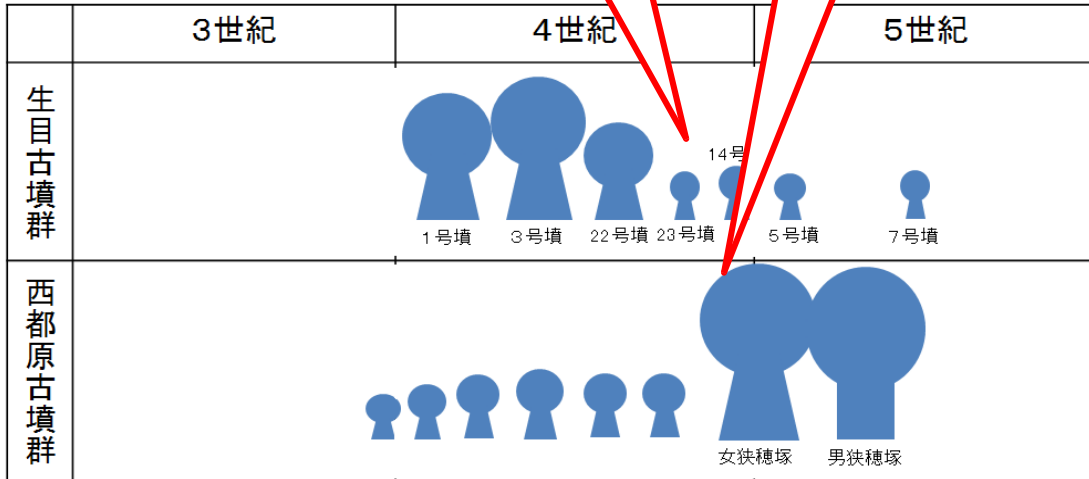 ３世紀
４世紀
５世紀
生目古墳群
14号
１号墳
３号墳
22号墳
23号墳
５号墳
７号墳
西都原古墳群
女狭穂塚
男狭穂塚